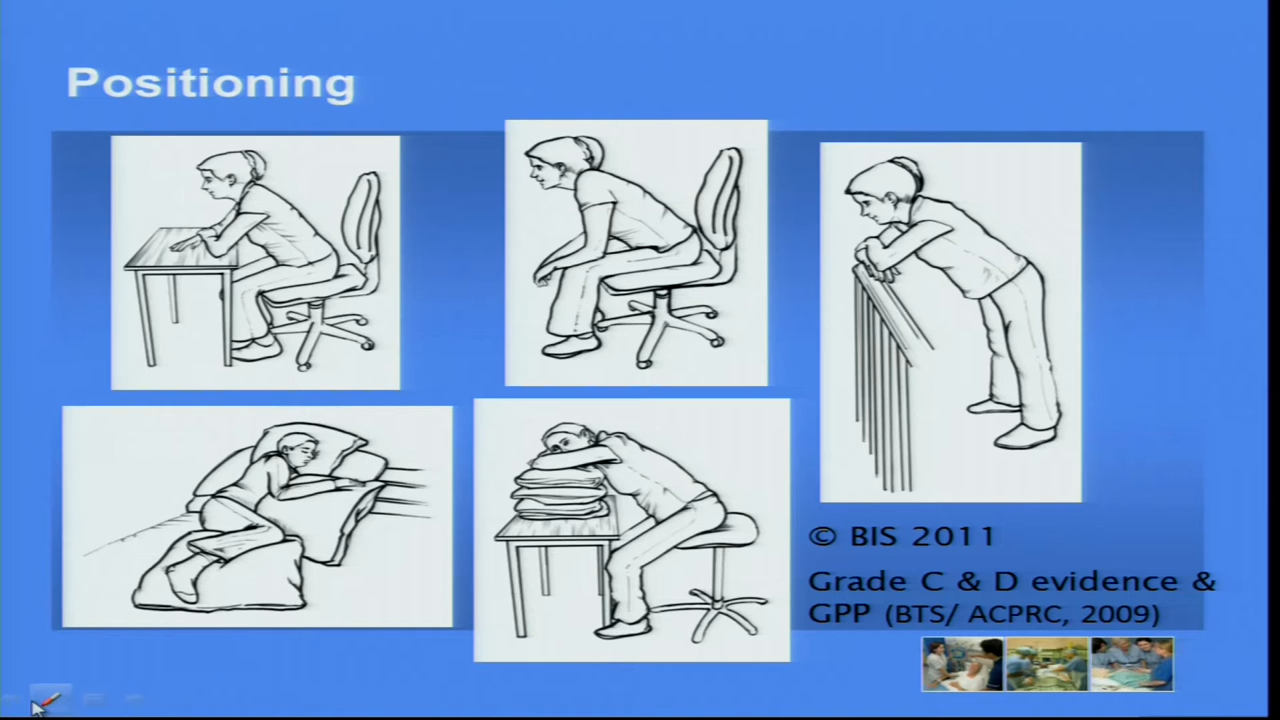 Positioning
© BIS 2011
Grade C & D evidence &
GPP (BTS/ ACPRC, 2009)